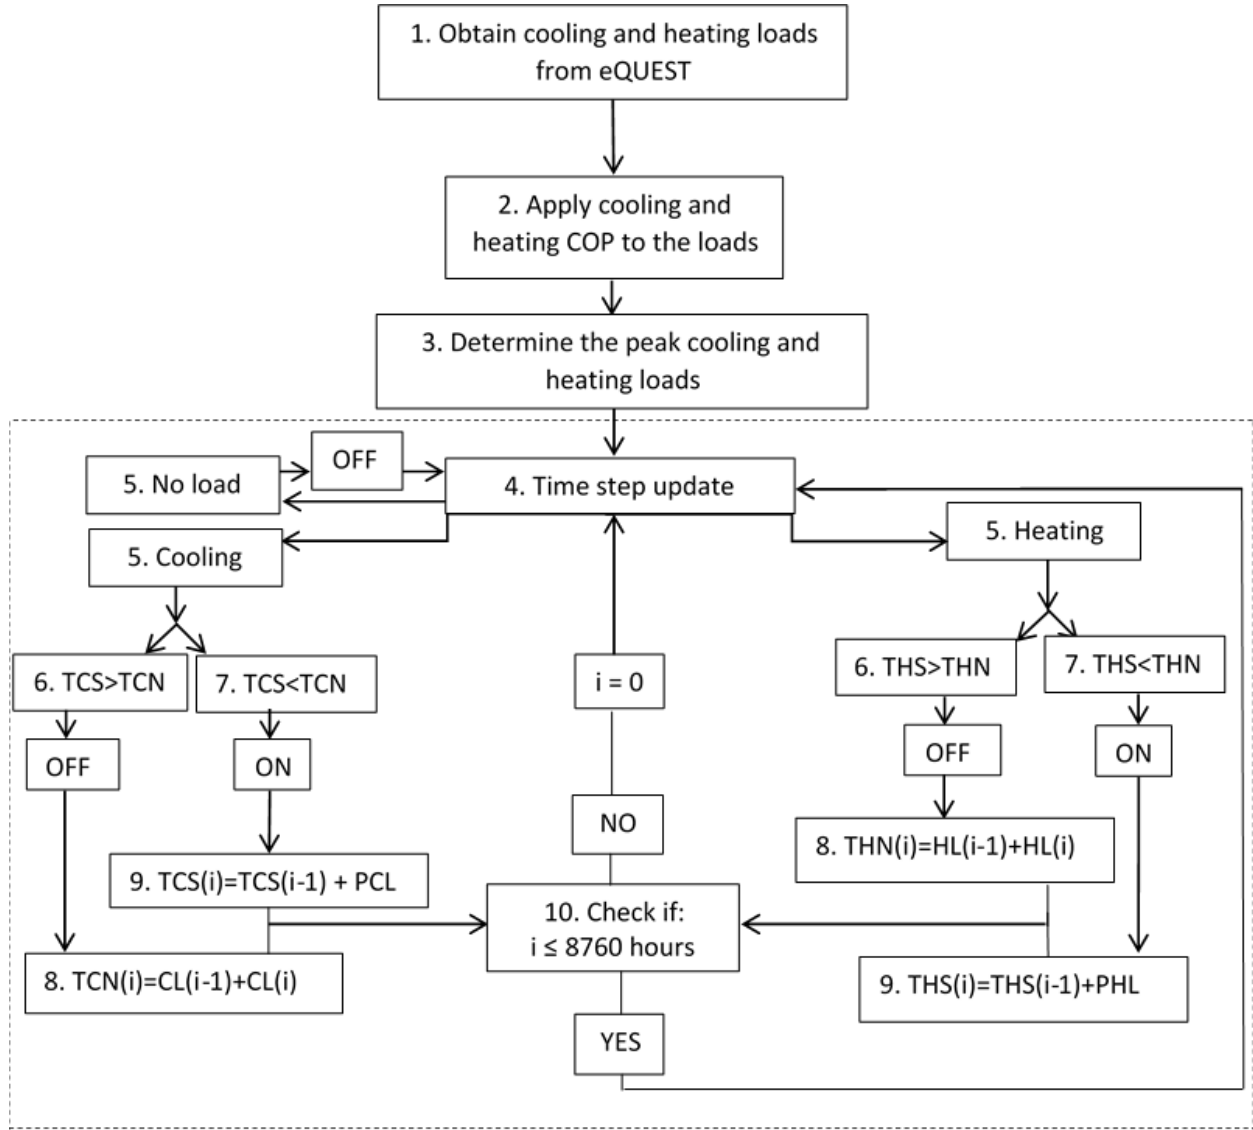 1. Obtain cooling and heating loads
from eQUEST
2. Apply cooling and
heating COP to the loads
3. Determine the peak cooling and
heating loads
OFF
5. No load
4. Time step update
5. Cooling
5. Heating
6. TCS>TCN
7. TCS<TCN
i = 0
6. THS>THN
7. THS<THN
OFF
ON
OFF
ON
NO
8. THN(i)=HL(i-1)+HL(i)
9. TCS(i)=TCS(i-1) + PCL
10. Check if:
i ≤ 8760 hours
8. TCN(i)=CL(i-1)+CL(i)
9. THS(i)=THS(i-1)+PHL
YES